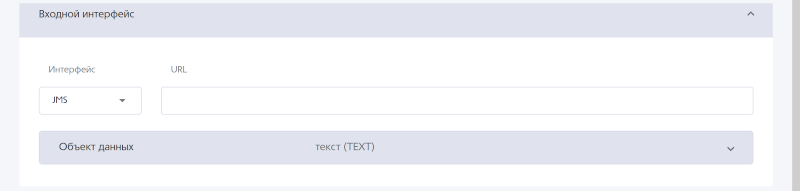 Входной интерфейс
Интерфейс URL
JMS
Объект данных текст (TEXT)